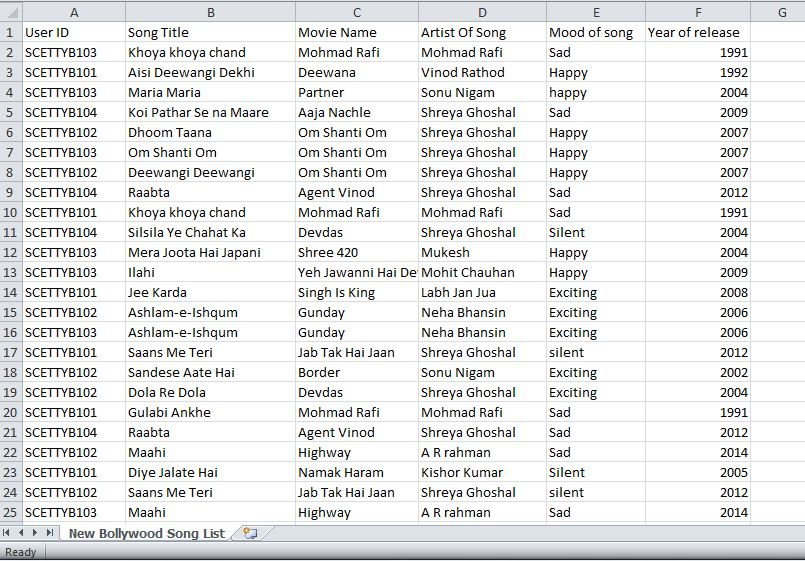 A B C D E F G
1 User ID Song Title Movie Name Artist Of Song Mood of song Year of release
2 SCETTYB103 Khoya khoya chand Mohmad Rafi Mohmad Rafi Sad 1991
3 SCETTYB101 Aisi Deewangi Dekhi Deewana Vinod Rathod Happy 1992
4 SCETTYB103 Maria Maria Partner Sonu Nigam happy 2004
5 SCETTYB104 Koi Pathar Se na Maare Aaja Nachle Shreya Ghoshal Sad 2009
6 SCETTYB102 Dhoom Taana Om Shanti Om Shreya Ghoshal Happy 2007
7 SCETTYB103 Om Shanti Om Om Shanti Om Shreya Ghoshal Happy 2007
8 SCETTYB102 Deewangi Deewangi Om Shanti Om Shreya Ghoshal Happy 2007
9 SCETTYB104 Raabta Agent Vinod Shreya Ghoshal Sad 2012
10 SCETTYB101 Khoya khoya chand Mohmad Rafi Mohmad Rafi Sad 1991
11 SCETTYB104 Silsila Ye Chahat Ka Devdas Shreya Ghoshal Silent 2004
12 SCETTYB103 Mera Joota Hai Japani Shree 420 Mukesh Happy 2004
13 SCETTYB103 Ilahi Yeh Jawanni Hai De Mohit Chauhan Happy 2009
14 SCETTYB101 Jee Karda Singh Is King Labh Jan Jua Exciting 2008
15 SCETTYB102 Ashlam-e-Ishqum Gunday Neha Bhansin Exciting 2006
16 SCETTYB103 Ashlam-e-Ishqum Gunday Neha Bhansin Exciting 2006
17 SCETTYB101 Saans Me Teri Jab Tak Hai Jaan Shreya Ghoshal silent 2012
18 SCETTYB102 Sandese Aate Hai Border Sonu Nigam Exciting 2002
19 SCETTYB102 Dola Re Dola Devdas Shreya Ghoshal Exciting 2004
20 SCETTYB101 Gulabi Ankhe Mohmad Rafi Mohmad Rafi Sad 1991
21 SCETTYB104 Raabta Agent Vinod Shreya Ghoshal Sad 2012
22 SCETTYB102 Maahi Highway A R rahman Sad 2014
23 SCETTYB101 Diye Jalate Hai Namak Haram Kishor Kumar Silent 2005
24 SCETTYB102 Saans Me Teri Jab Tak Hai Jaan Shreya Ghoshal silent 2012
25 SCETTYB103 Maahi Highway A R rahman Sad 2014
New Bollywood Song List
Ready